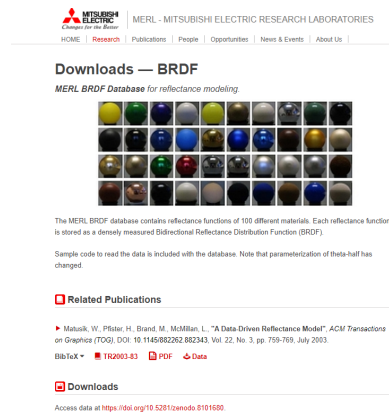 MITSUBISHI
ELECTRIC
Changes for the Better
MERL - MITSUBISHI ELECTRIC RESEARCH LABORATORIES
HOME Research Publications People Opportunities News & Events About Us
Downloads — BRDF
MERL BRDF Database for reflectance modeling.
The MERL BRDF database contains reflectance functions of 100 different materials. Each reflectance function
is stored as a densely measured Bidirectional Reflectance Distribution Function (BRDF).
Sample code to read the data is included with the database. Note that parameterization of theta-half has
changed.
Related Publications
Matusik, W., Pfister, H., Brand, M., McMillan, L., "A Data-Driven Reflectance Model", ACM Transactions
on Graphics (TOG), DOI: 10.1145/882262.882343, Vol. 22, No. 3, pp. 759-769, July 2003.
BibTeX TR2003-83 PDF Data
Downloads
Access data at https://doi.org/10.5281/zenodo.8101680.